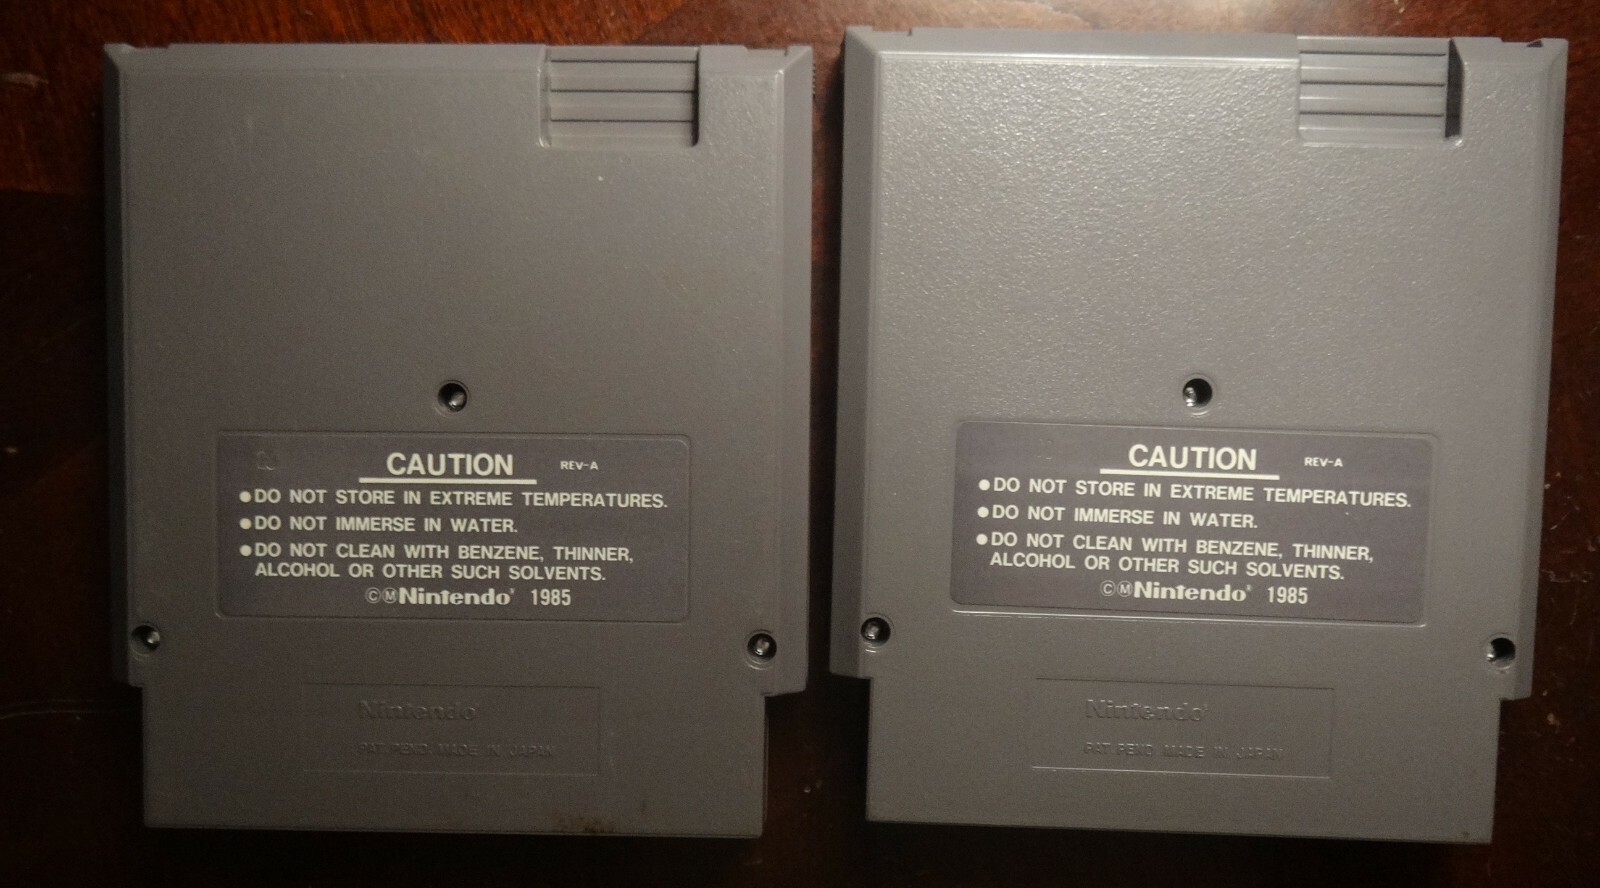 CAUTION REV-A
●DO NOT STORE IN EXTREME TEMPERATURES.
●DO NOT IMMERSE IN WATER.
●DO NOT CLEAN WITH BENZENE, THINNER,
ALCOHOL OR OTHER SUCH SOLVENTS.
ⒸⓂNintendo® 1985
Nintendo®
PAT. PEND. MADE IN JAPAN
CAUTION REV-A
●DO NOT STORE IN EXTREME TEMPERATURES.
●DO NOT IMMERSE IN WATER.
●DO NOT CLEAN WITH BENZENE, THINNER,
ALCOHOL OR OTHER SUCH SOLVENTS.
ⒸⓂNintendo® 1985
Nintendo®
PAT. PEND. MADE IN JAPAN